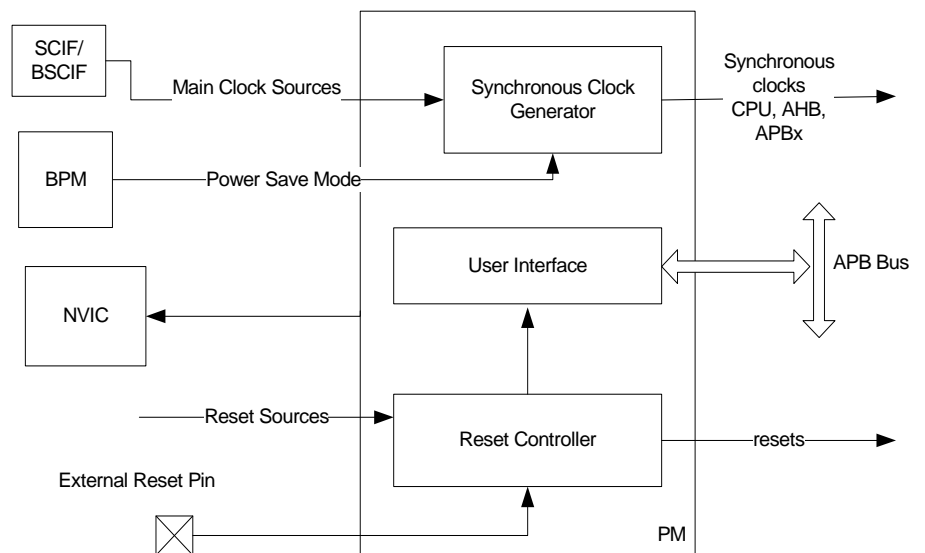 SCIF/
BSCIF
Main Clock Sources
Synchronous Clock
Generator
Synchronous
clocks
CPU, AHB,
APBx
BPM
Power Save Mode
User Interface
APB Bus
NVIC
Reset Sources
Reset Controller
resets
External Reset Pin
PM